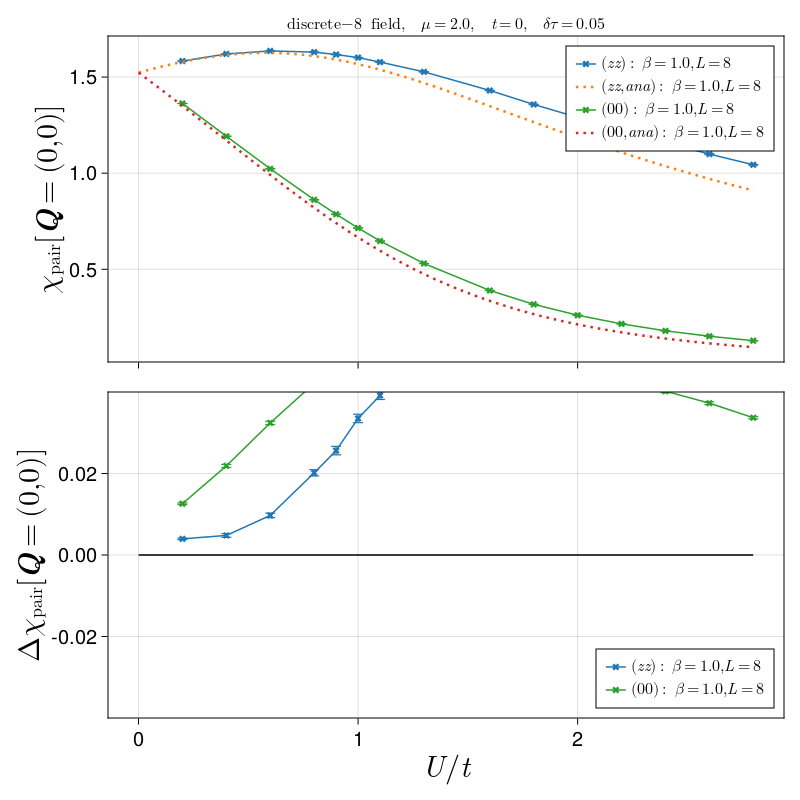 discrete−8 field, μ = 2.0, t = 0, δτ = 0.05
χpair[Q = (0,0)]
1.5
1.0
0.5
(zz) : β = 1.0,L = 8
(zz,ana) : β = 1.0,L = 8
(00) : β = 1.0,L = 8
(00,ana) : β = 1.0,L = 8
Δχpair[Q = (0,0)]
0.02
0.00
-0.02
(zz) : β = 1.0,L = 8
(00) : β = 1.0,L = 8
0 1 2
U/t